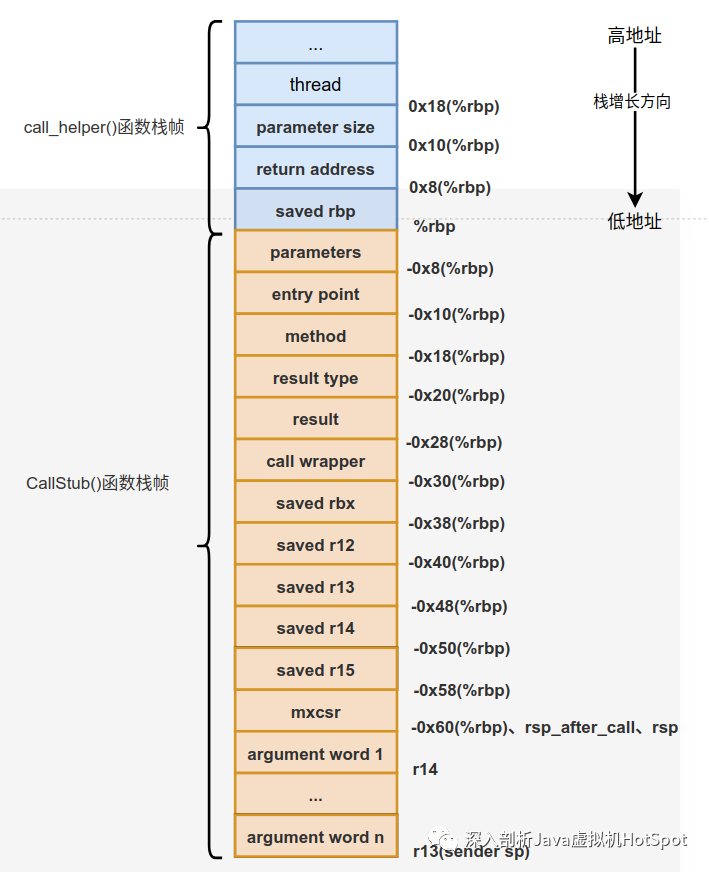 ...
高地址
thread
栈增长方向
0x18(%rbp)
call_helper()函数栈帧
parameter size
0x10(%rbp)
return address
0x8(%rbp)
saved rbp
低地址
%rbp
parameters
-0x8(%rbp)
entry point
-0x10(%rbp)
method
-0x18(%rbp)
result type
-0x20(%rbp)
result
-0x28(%rbp)
call wrapper
CallStub()函数栈帧
-0x30(%rbp)
saved rbx
-0x38(%rbp)
saved r12
-0x40(%rbp)
saved r13
-0x48(%rbp)
saved r14
-0x50(%rbp)
saved r15
-0x58(%rbp)
mxcsr
-0x60(%rbp)、rsp_after_call、rsp
argument word 1
r14
...
argument word n
深入剖析Java虚拟机HotSpot
r13(sender sp)